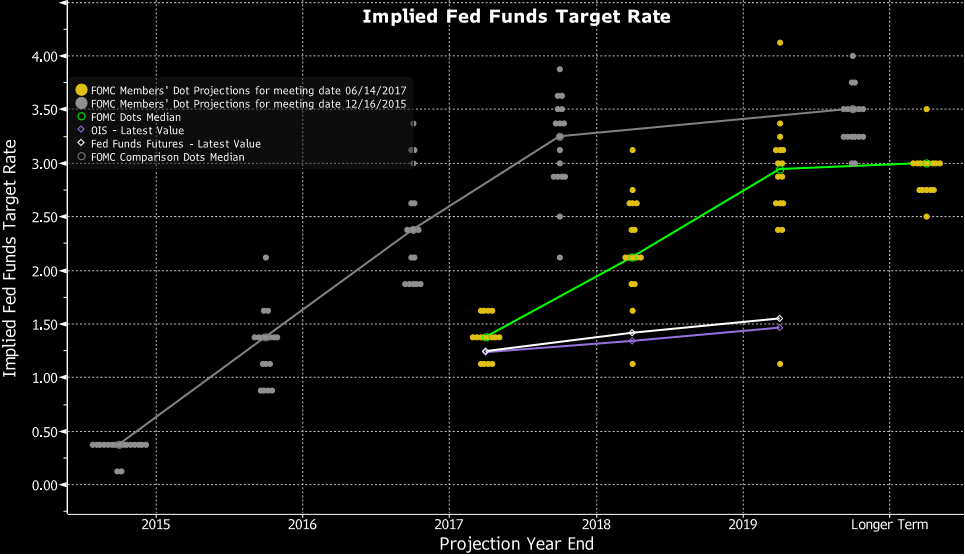 Implied Fed Funds Target Rate
FOMC Members' Dot Projections for meeting date 06/14/2017
FOMC Members' Dot Projections for meeting date 12/16/2015
FOMC Dots Median
OIS - Latest Value
Fed Funds Futures - Latest Value
FOMC Comparison Dots Median
Implied Fed Funds Target Rate
4.00
3.50
3.00
2.50
2.00
1.50
1.00
0.50
0.00
2015 2016 2017 2018 2019 Longer Term
Projection Year End